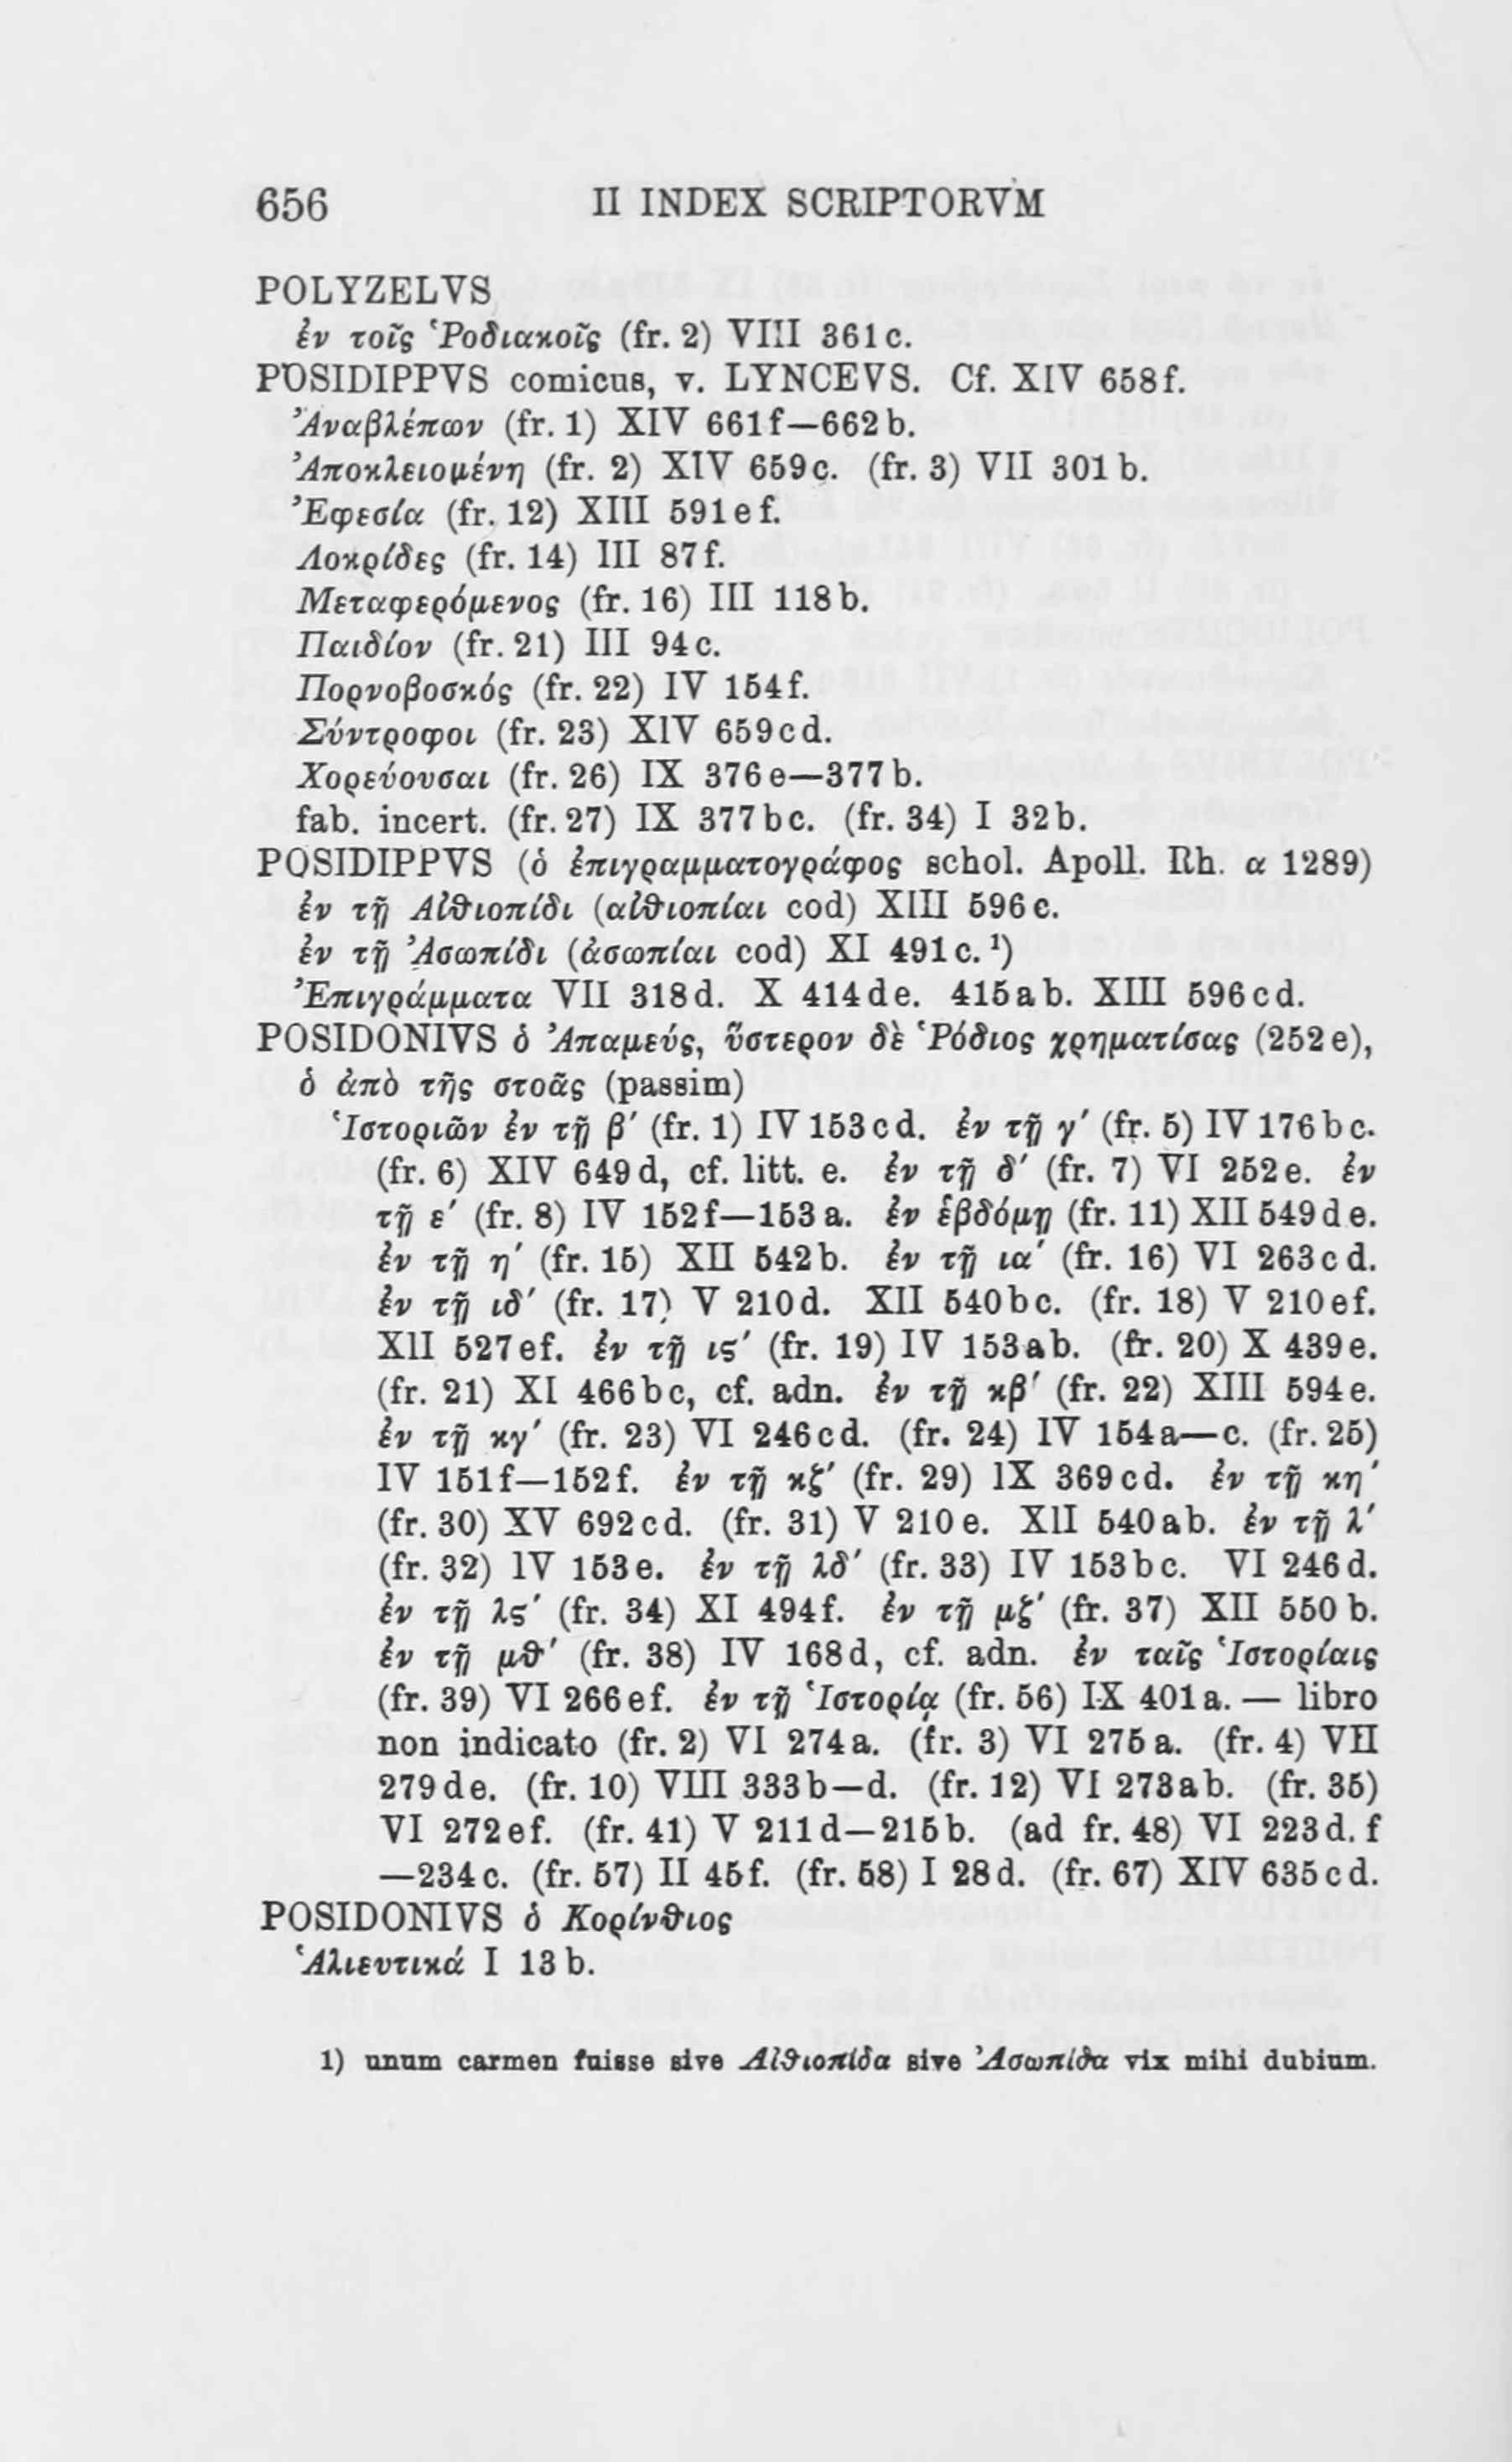 656 II INDEX SCRIPTORVM
POLYZELVS
ἐν τοῖς Ῥοδιακοῖς (fr. 2) VIII 361c.
POSIDIPPVS comicus, v. LYNCEVS. Cf. XIV 658f.
Ἀναβλέπων (fr. 1) XIV 661f—662b.
Ἀποκλειομένη (fr. 2) XIV 659c. (fr. 3) VII 301b.
Ἐφεσία (fr. 12) XIII 591ef.
Λοκρίδες (fr. 14) III 87f.
Μεταφερόμενος (fr. 16) III 118b.
Παιδίον (fr. 21) III 94c.
Πορνοβοσκός (fr. 22) IV 154f.
Σύντροφοι (fr. 23) XIV 659cd.
Χορεύουσαι (fr. 26) IX 376e—377b.
fab. incert. (fr. 27) IX 377bc. (fr. 34) I 32b.
POSIDIPPVS (ὁ ἐπιγραμματογράφος schol. Apoll. Rh. α 1289)
ἐν τῇ Αἰθιοπίδι (αἰθιοπίαι cod) XIII 596c.
ἐν τῇ Ἀσωπίδι (ἀσωπίαι cod) XI 491c.¹)
Ἐπιγράμματα VII 318d. X 414de. 415ab. XIII 596cd.
POSIDONIVS ὁ Ἀπαμεύς, ὕστερον δὲ Ῥόδιος χρηματίσας (252e),
ὁ ἀπὸ τῆς στοᾶς (passim)
Ἱστοριῶν ἐν τῇ β′ (fr. 1) IV 153cd. ἐν τῇ γ′ (fr. 5) IV 176bc.
(fr. 6) XIV 649d, cf. litt. e. ἐν τῇ δ′ (fr. 7) VI 252e. ἐν
τῇ ε′ (fr. 8) IV 152f—153a. ἐν ἑβδόμῃ (fr. 11) XII 549de.
ἐν τῇ η′ (fr. 15) XII 542b. ἐν τῇ ια′ (fr. 16) VI 263cd.
ἐν τῇ ιδ′ (fr. 17) V 210d. XII 540bc. (fr. 18) V 210ef.
XII 527ef. ἐν τῇ ις′ (fr. 19) IV 153ab. (fr. 20) X 439e.
(fr. 21) XI 466bc, cf. adn. ἐν τῇ κβ′ (fr. 22) XIII 594e.
ἐν τῇ κγ′ (fr. 23) VI 246cd. (fr. 24) IV 154a—c. (fr. 25)
IV 151f—152f. ἐν τῇ κζ′ (fr. 29) IX 369cd. ἐν τῇ κη′
(fr. 30) XV 692cd. (fr. 31) V 210e. XII 540ab. ἐν τῇ λ′
(fr. 32) IV 153e. ἐν τῇ λδ′ (fr. 33) IV 153bc. VI 246d.
ἐν τῇ λς′ (fr. 34) XI 494f. ἐν τῇ μζ′ (fr. 37) XII 550b.
ἐν τῇ μθ′ (fr. 38) IV 168d, cf. adn. ἐν ταῖς Ἱστορίαις
(fr. 39) VI 266ef. ἐν τῇ Ἱστορίᾳ (fr. 56) IX 401a. — libro
non indicato (fr. 2) VI 274a. (fr. 3) VI 275a. (fr. 4) VII
279de. (fr. 10) VIII 333b—d. (fr. 12) VI 273ab. (fr. 35)
VI 272ef. (fr. 41) V 211d—215b. (ad fr. 48) VI 223d. f
—234c. (fr. 57) II 45f. (fr. 58) I 28d. (fr. 67) XIV 635cd.
POSIDONIVS ὁ Κορίνθιος
Ἁλιευτικά I 13b.
1) unum carmen fuisse sive Αἰθιοπίδα sive Ἀσωπίδα vix mihi dubium.